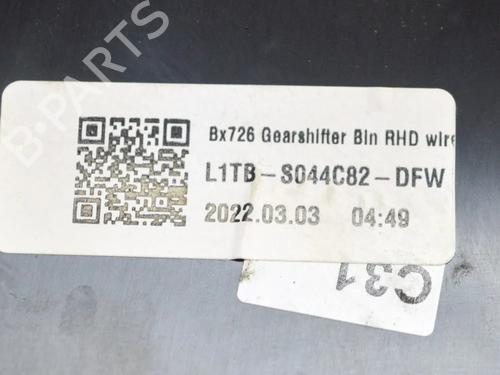 B-PARTS
Bx726 Gearshifter Bin RHD wire
L1TB-S044C82-DFW
2022.03.03 04:49
C31